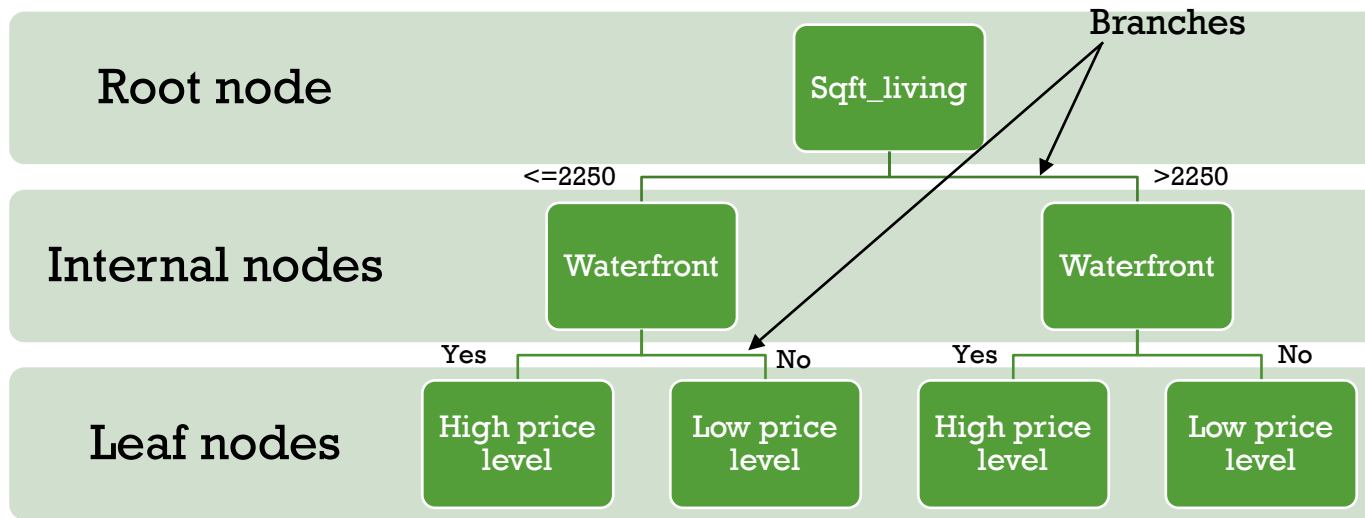 Branches
Root node
Sqft_living
<=2250
>2250
Internal nodes
Waterfront
Waterfront
Yes
No
Yes
No
Leaf nodes
High price
level
Low price
level
High price
level
Low price
level